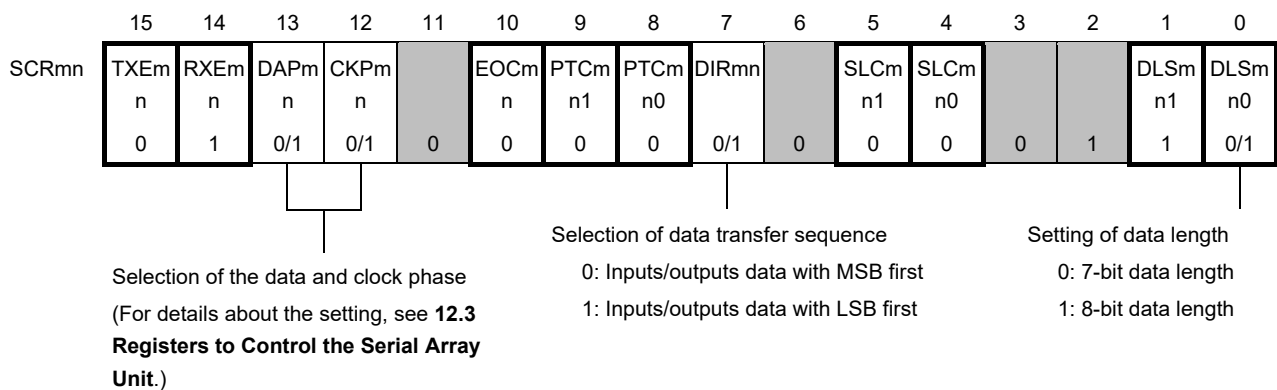 15 14 13 12 11 10 9 8 7 6 5 4 3 2 1 0
SCRmn TXEm RXEm DAPm CKPm EOCm PTCm PTCm DIRmn SLCm SLCm DLSm DLSm
n n n n n n1 n0 n1 n0 n1 n0
0 1 0/1 0/1 0 0 0 0 0/1 0 0 0 0 1 1 0/1
Selection of the data and clock phase
(For details about the setting, see 12.3
Registers to Control the Serial Array
Unit.)
Selection of data transfer sequence
0: Inputs/outputs data with MSB first
1: Inputs/outputs data with LSB first
Setting of data length
0: 7-bit data length
1: 8-bit data length